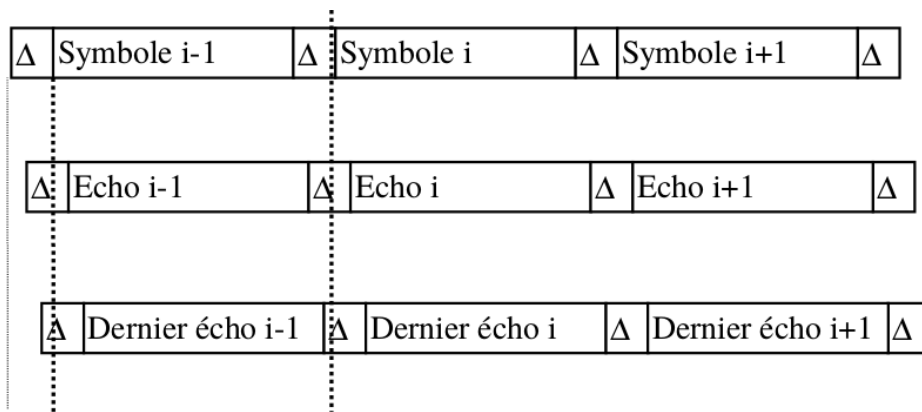 Δ Symbole i-1 Δ Symbole i Δ Symbole i+1 Δ
Δ Echo i-1 Δ Echo i Δ Echo i+1 Δ
Δ Dernier écho i-1 Δ Dernier écho i Δ Dernier écho i+1 Δ